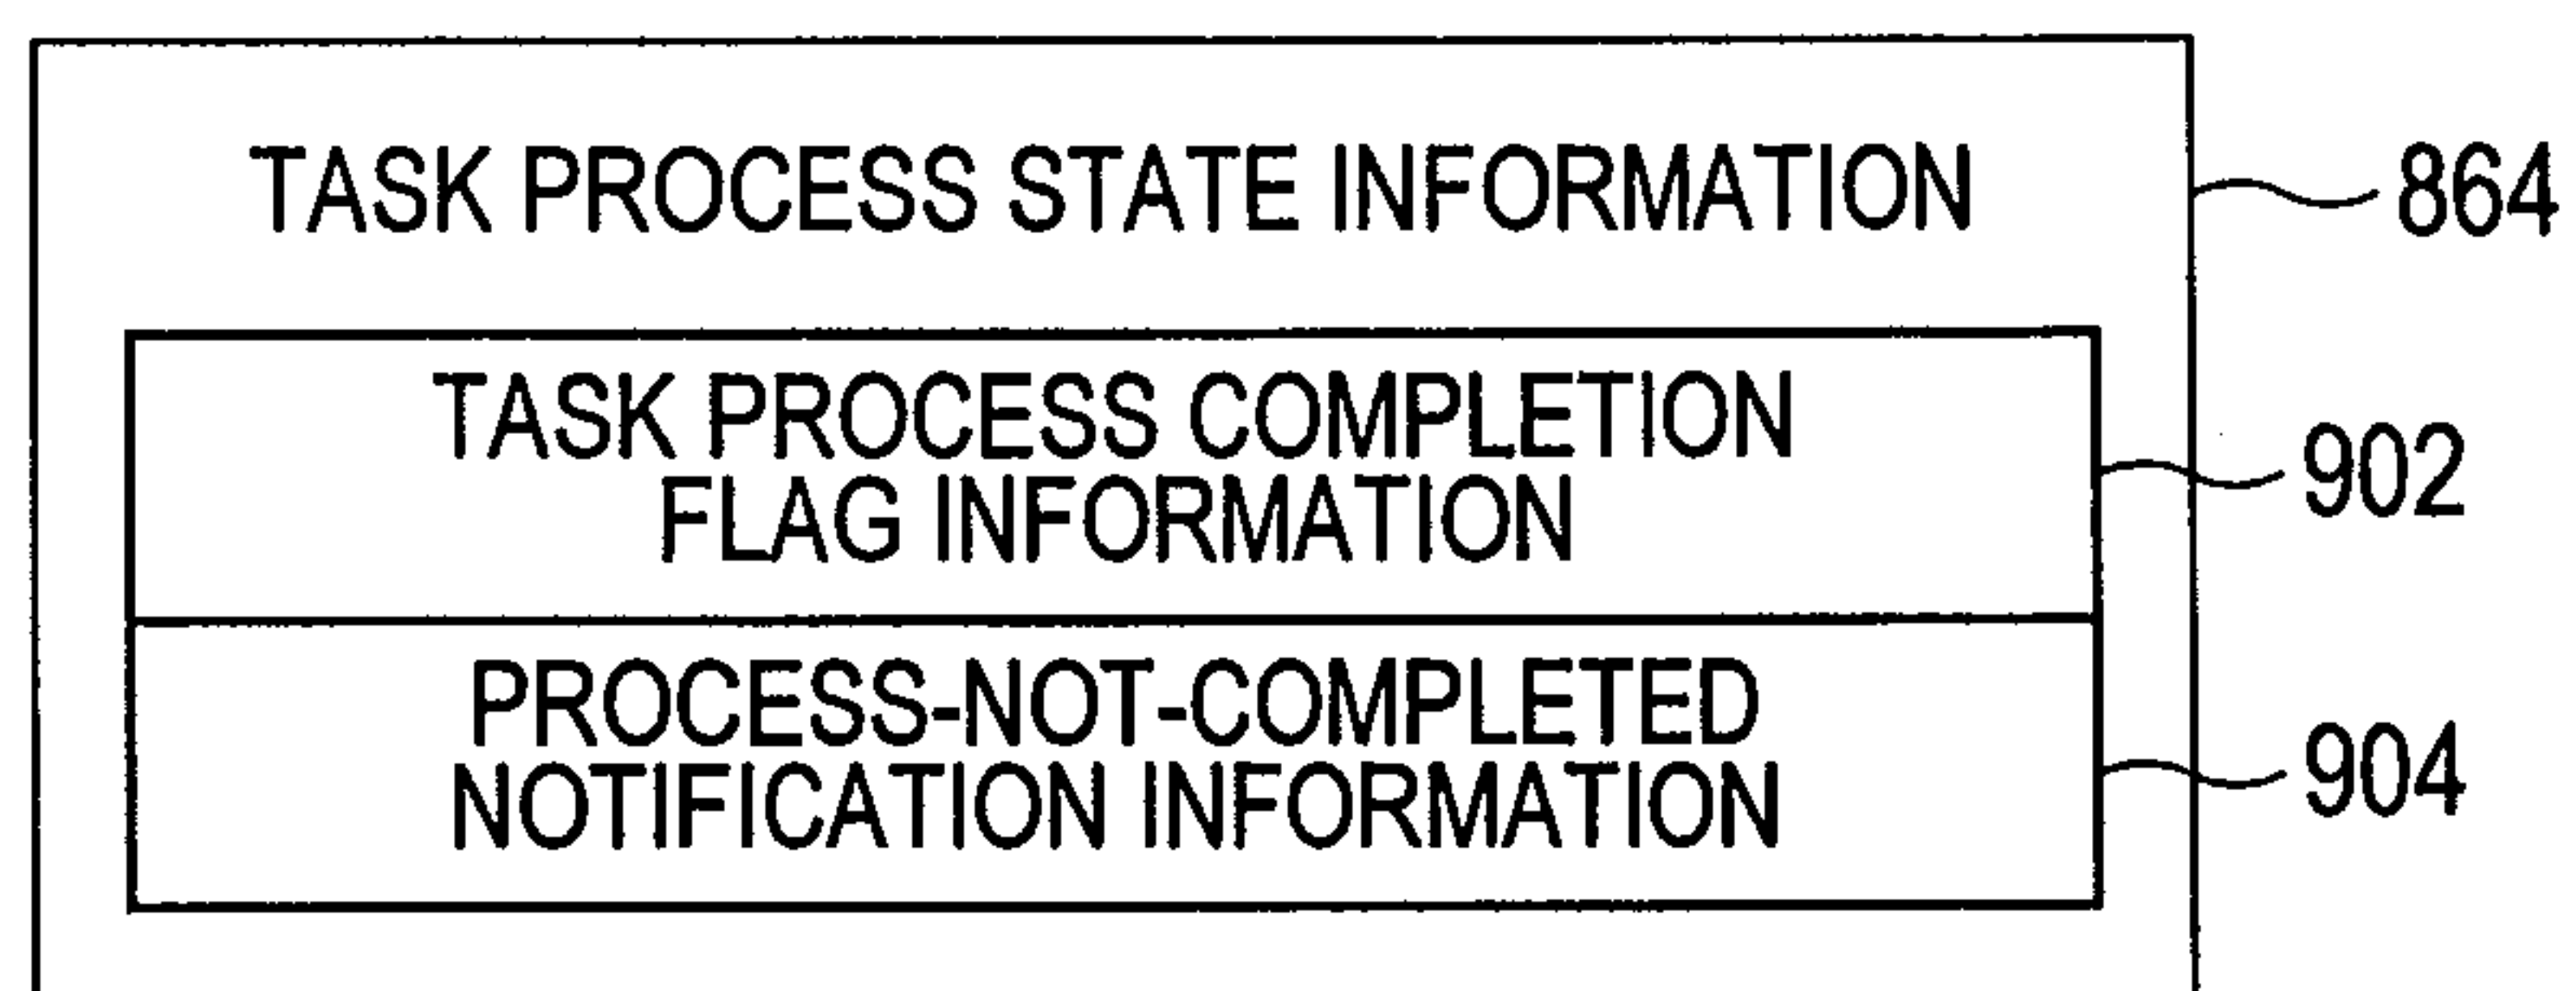 TASK PROCESS STATE INFORMATION
864
TASK PROCESS COMPLETION
FLAG INFORMATION
902
PROCESS-NOT-COMPLETED
NOTIFICATION INFORMATION
904